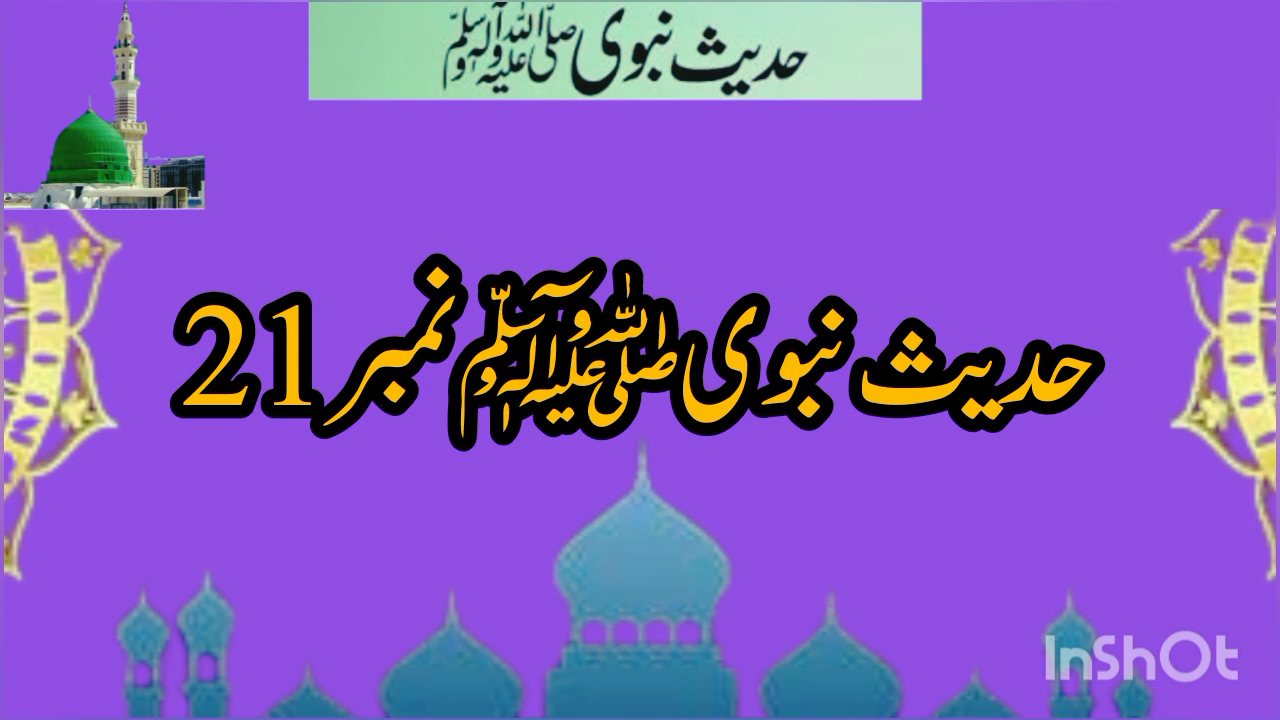 حدیث نبوی صلی اللہ علیہ وآلہ وسلم
حدیث نبوی صلی اللہ علیہ وآلہ وسلم نمبر 21
InShOt